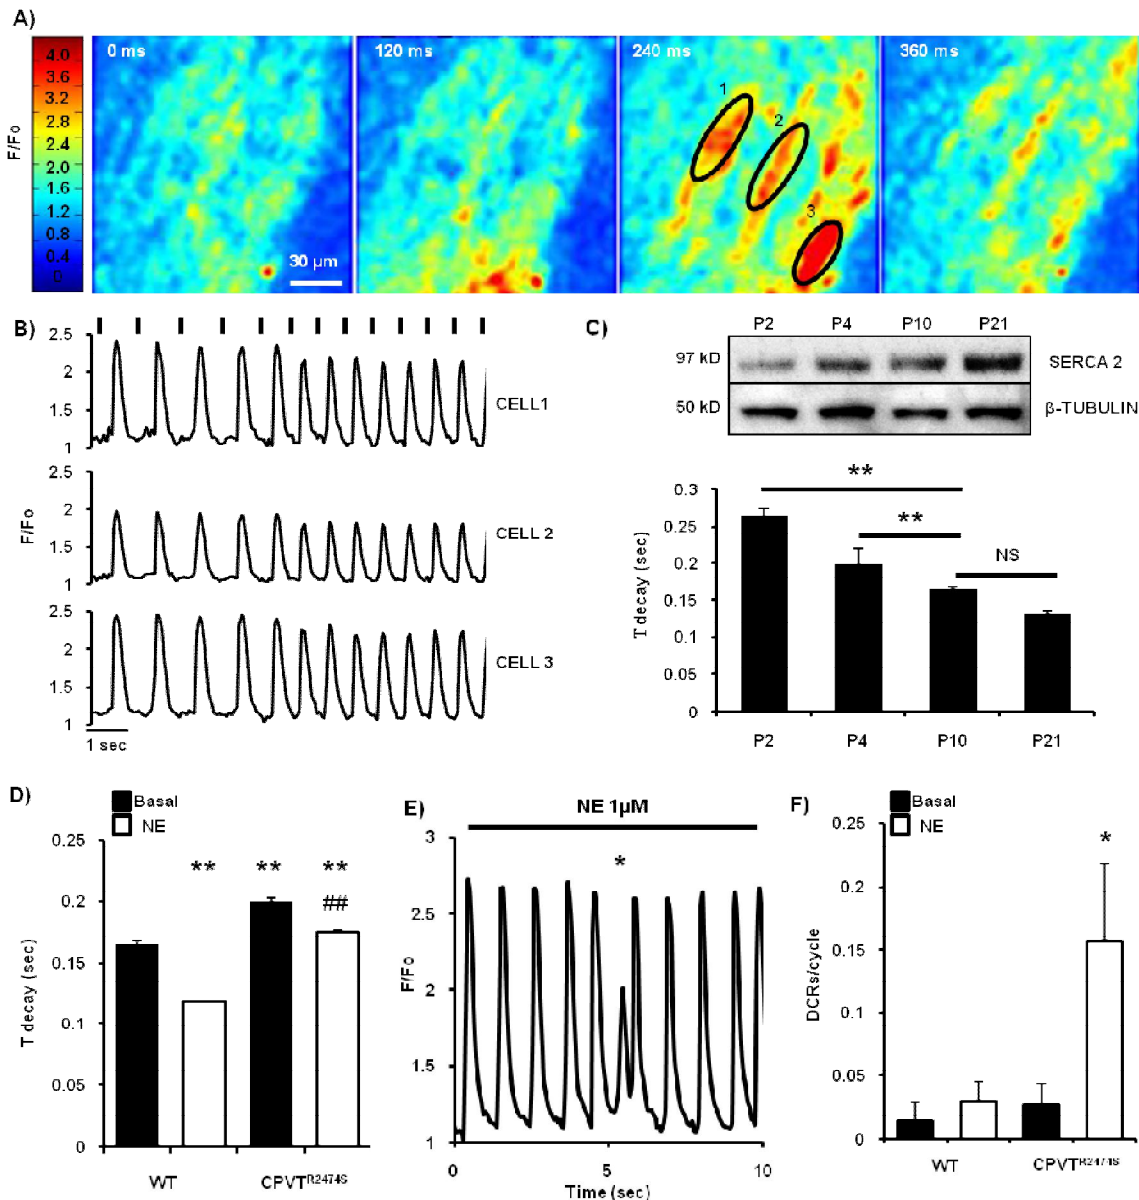 A)
0 ms
120 ms
240 ms
360 ms
4.0
3.6
3.2
2.8
2.4
2.0
1.6
1.2
0.8
0.4
0
F/Fo
1
2
3
30 µm
B)
2.5
2
1.5
1
CELL1
2.5
2
1.5
1
CELL 2
2.5
2
1.5
1
CELL 3
F/Fo
1 sec
C)
P2 P4 P10 P21
97 kD
SERCA 2
50 kD
β-TUBULIN
0.3
0.25
0.2
0.15
0.1
0.05
0
T decay (sec)
**
**
NS
P2 P4 P10 P21
D)
Basal
NE
0.25
0.2
0.15
0.1
0.05
0
T decay (sec)
** ** **
##
WT CPVTR2474S
E)
NE 1µM
*
3
2.5
2
1.5
1
F/Fo
0 5 10
Time (sec)
F)
Basal
NE
0.25
0.2
0.15
0.1
0.05
0
DCRs/cycle
*
WT CPVTR2474S